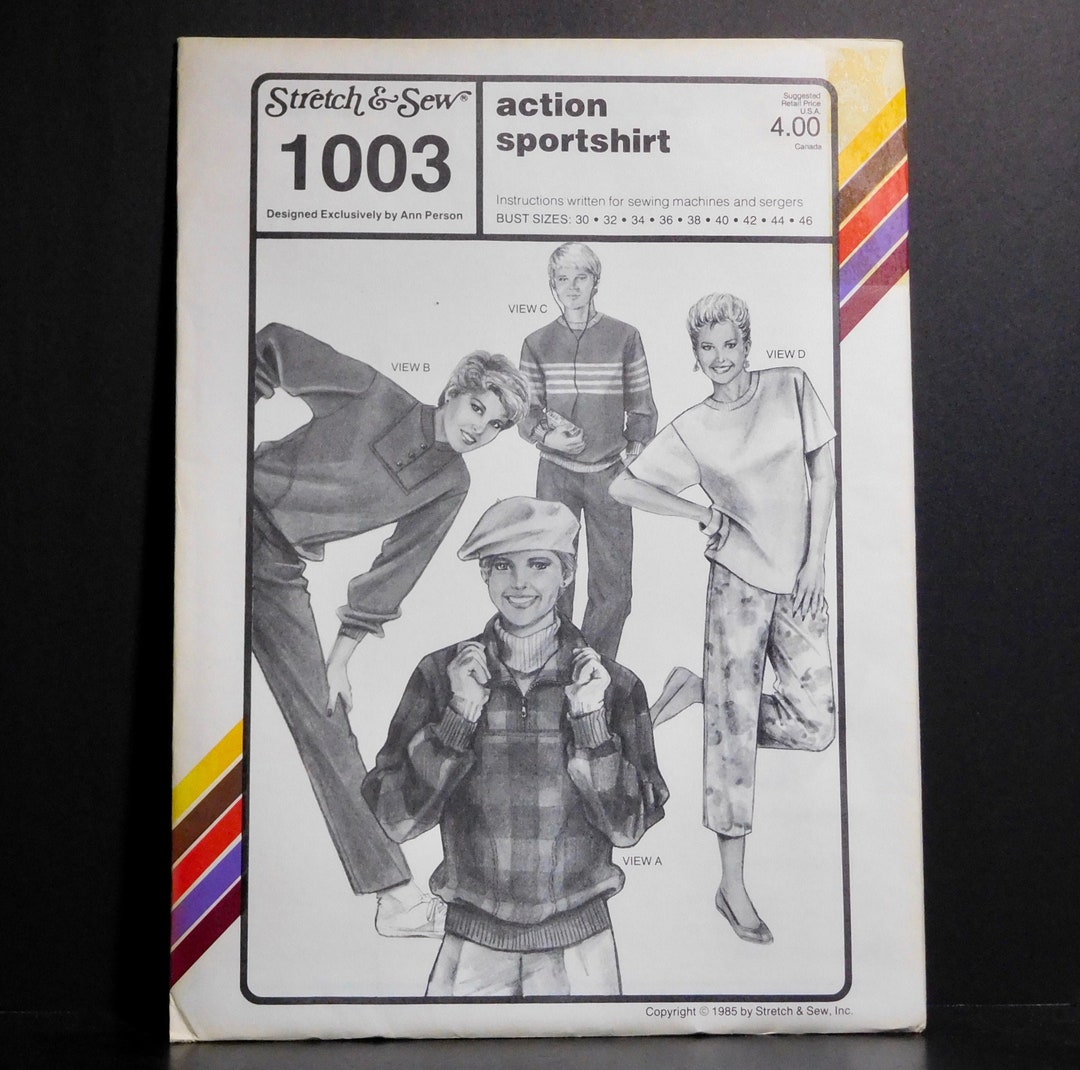 Stretch & Sew®
1003
Designed Exclusively by Ann Person
action
sportshirt
Suggested
Retail Price
U.S.A.
4.00
Canada
Instructions written for sewing machines and sergers
BUST SIZES: 30 • 32 • 34 • 36 • 38 • 40 • 42 • 44 • 46
VIEW C
VIEW D
VIEW B
VIEW A
Copyright © 1985 by Stretch & Sew, Inc.